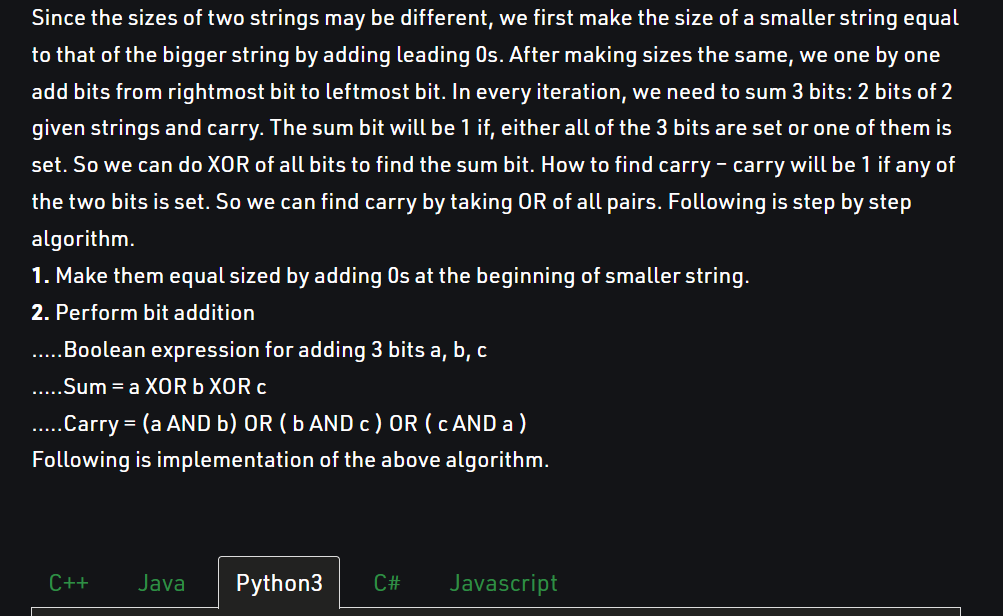 Since the sizes of two strings may be different, we first make the size of a smaller string equal
to that of the bigger string by adding leading 0s. After making sizes the same, we one by one
add bits from rightmost bit to leftmost bit. In every iteration, we need to sum 3 bits: 2 bits of 2
given strings and carry. The sum bit will be 1 if, either all of the 3 bits are set or one of them is
set. So we can do XOR of all bits to find the sum bit. How to find carry – carry will be 1 if any of
the two bits is set. So we can find carry by taking OR of all pairs. Following is step by step
algorithm.
1. Make them equal sized by adding 0s at the beginning of smaller string.
2. Perform bit addition
.....Boolean expression for adding 3 bits a, b, c
.....Sum = a XOR b XOR c
.....Carry = (a AND b) OR ( b AND c ) OR ( c AND a )
Following is implementation of the above algorithm.
C++ Java Python3 C# Javascript